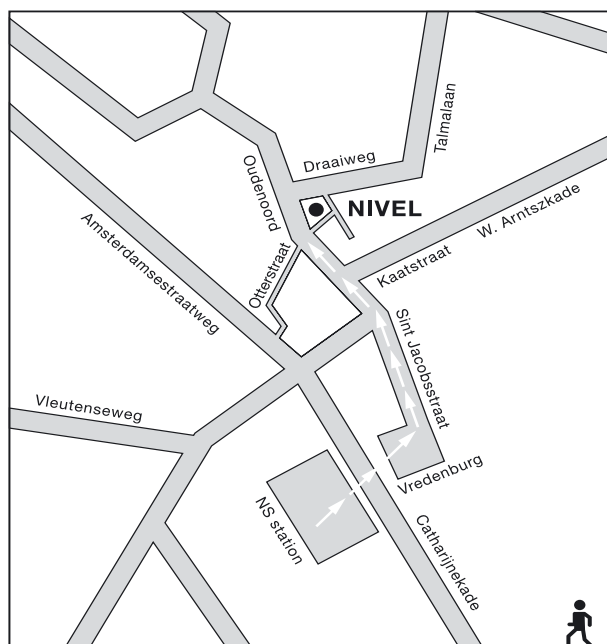 Talmalaan
Draaiweg
Oudenoord
NIVEL
W. Arntszkade
Kaatstraat
Otterstraat
Amsterdamsestraatweg
Sint Jacobsstraat
Vleutenseweg
Vredenburg
NS station
Catharijnekade